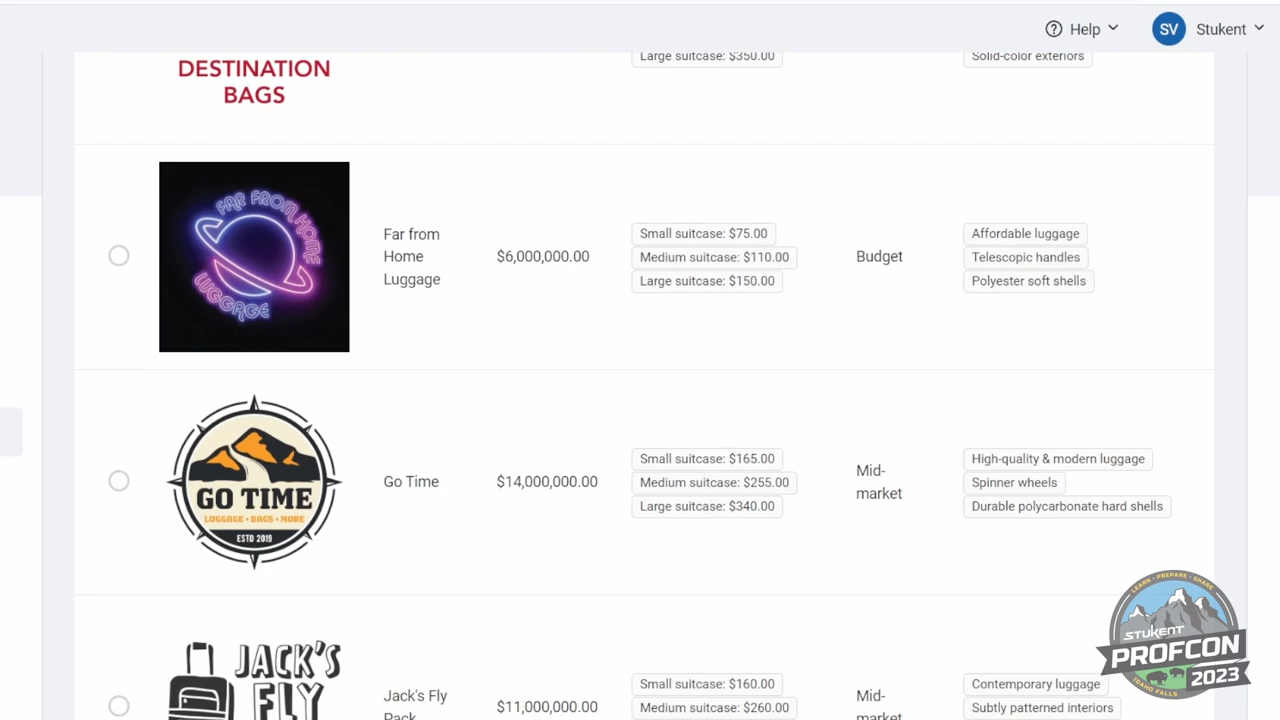 Help
SV
Stukent
DESTINATION
BAGS
Large suitcase: $350.00
Solid-color exteriors
FAR FROM HOME
LUGGAGE
Far from
Home
Luggage
$6,000,000.00
Small suitcase: $75.00
Medium suitcase: $110.00
Large suitcase: $150.00
Budget
Affordable luggage
Telescopic handles
Polyester soft shells
GO TIME
LUGGAGE • BAGS • MORE
ESTD 2019
Go Time
$14,000,000.00
Small suitcase: $165.00
Medium suitcase: $255.00
Large suitcase: $340.00
Mid-
market
High-quality & modern luggage
Spinner wheels
Durable polycarbonate hard shells
JACK'S
FLY
Jack's Fly
Pack
$11,000,000.00
Small suitcase: $160.00
Medium suitcase: $260.00
Mid-
market
Contemporary luggage
Subtly patterned interiors
LEARN • PREPARE • SHARE
STUKENT
PROFCON
2023
IDAHO FALLS